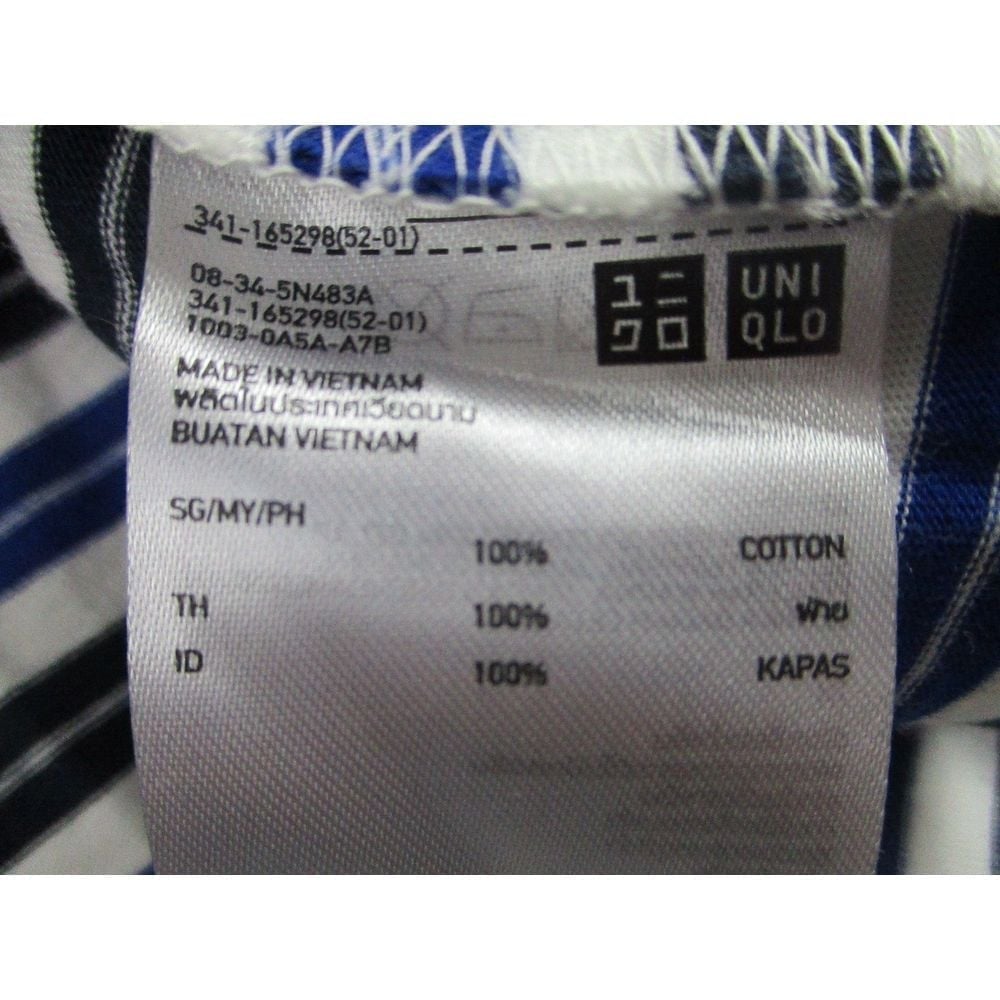 341-165298(52-01)
08-34-5N483A
341-165298(52-01)
1003-0A5A-A7B
ユニ
クロ
UNI
QLO
MADE IN VIETNAM
ผลิตในประเทศเวียดนาม
BUATAN VIETNAM
SG/MY/PH
100% COTTON
TH 100% ฝ้าย
ID 100% KAPAS